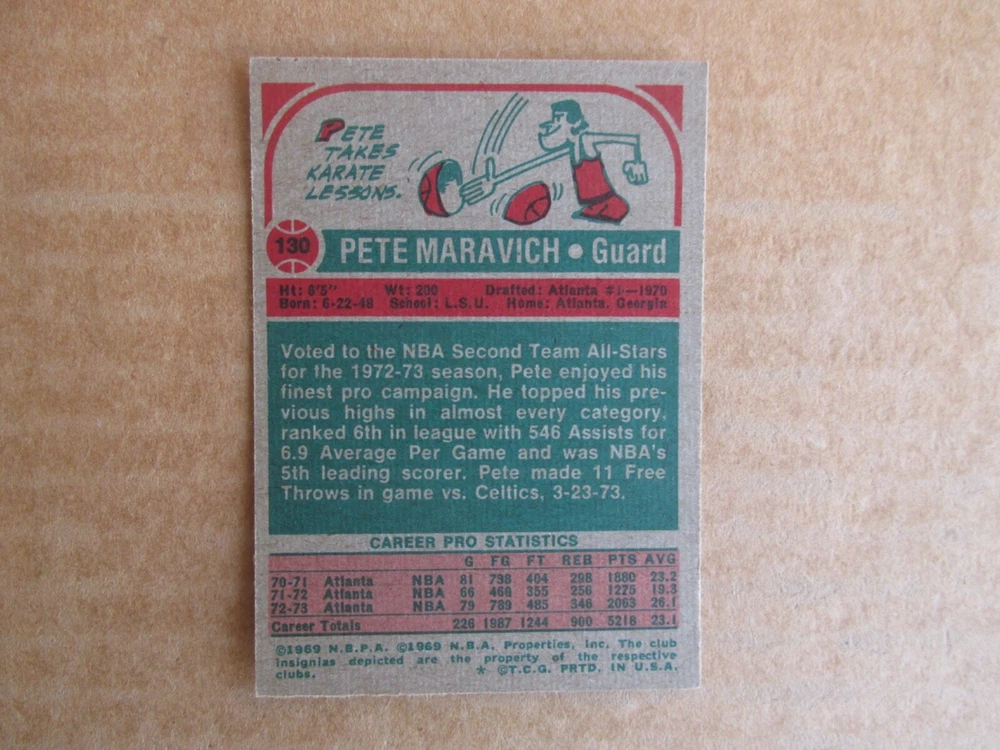 PETE
TAKES
KARATE
LESSONS.
130 PETE MARAVICH • Guard
Ht: 6'5" Wt: 200 Drafted: Atlanta #1—1970
Born: 6-22-48 School: L.S.U. Home: Atlanta, Georgia
Voted to the NBA Second Team All-Stars
for the 1972-73 season, Pete enjoyed his
finest pro campaign. He topped his pre-
vious highs in almost every category,
ranked 6th in league with 546 Assists for
6.9 Average Per Game and was NBA's
5th leading scorer. Pete made 11 Free
Throws in game vs. Celtics, 3-23-73.
CAREER PRO STATISTICS
G FG FT REB PTS AVG
70-71 Atlanta NBA 81 738 404 298 1880 23.2
71-72 Atlanta NBA 66 460 355 256 1275 19.3
72-73 Atlanta NBA 79 789 485 346 2063 26.1
Career Totals 226 1987 1244 900 5218 23.1
©1969 N.B.P.A. ©1969 N.B.A. Properties, Inc. The club
insignias depicted are the property of the respective
clubs. * ©T.C.G. PRTD. IN U.S.A.